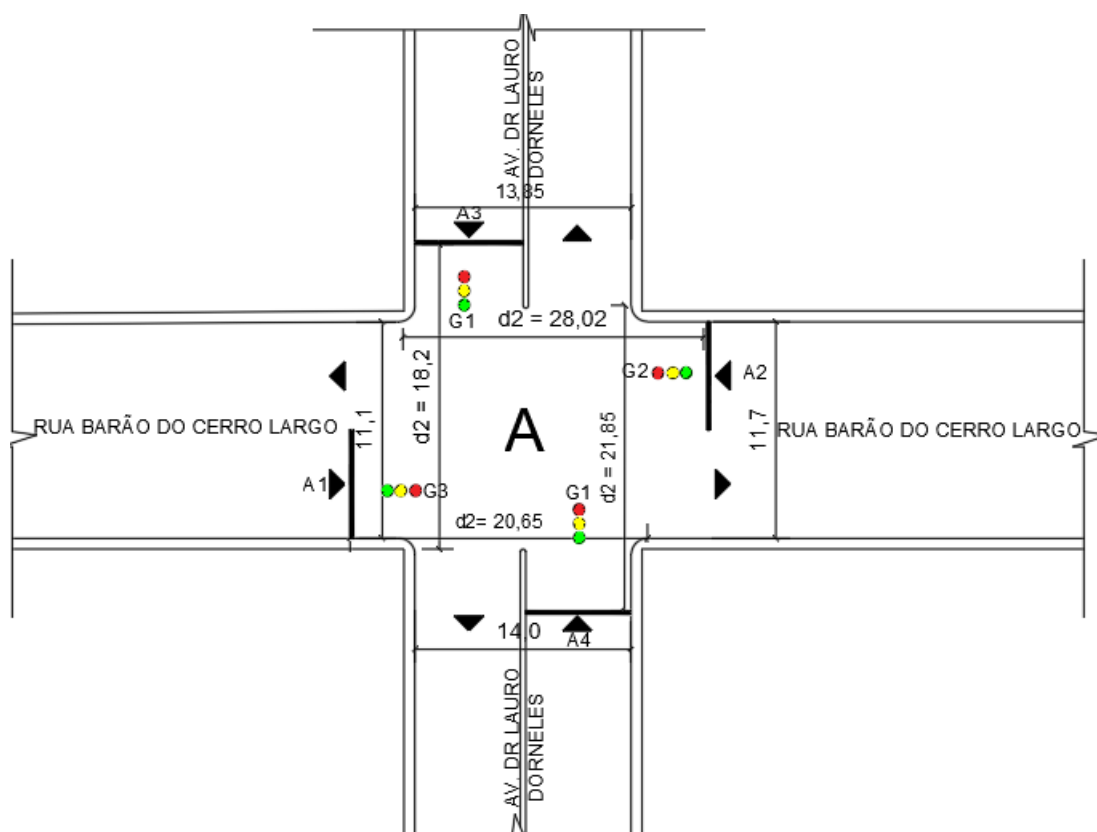 AV. DR LAURO
DORNELES
13,85
A3
G1
d2 = 28,02
G2
A2
d2 = 18,2
11,1
RUA BARÃO DO CERRO LARGO
A
d2 = 21,85
11,7
RUA BARÃO DO CERRO LARGO
A1
G3
G1
d2= 20,65
14,0
A4
AV. DR LAURO
DORNELES